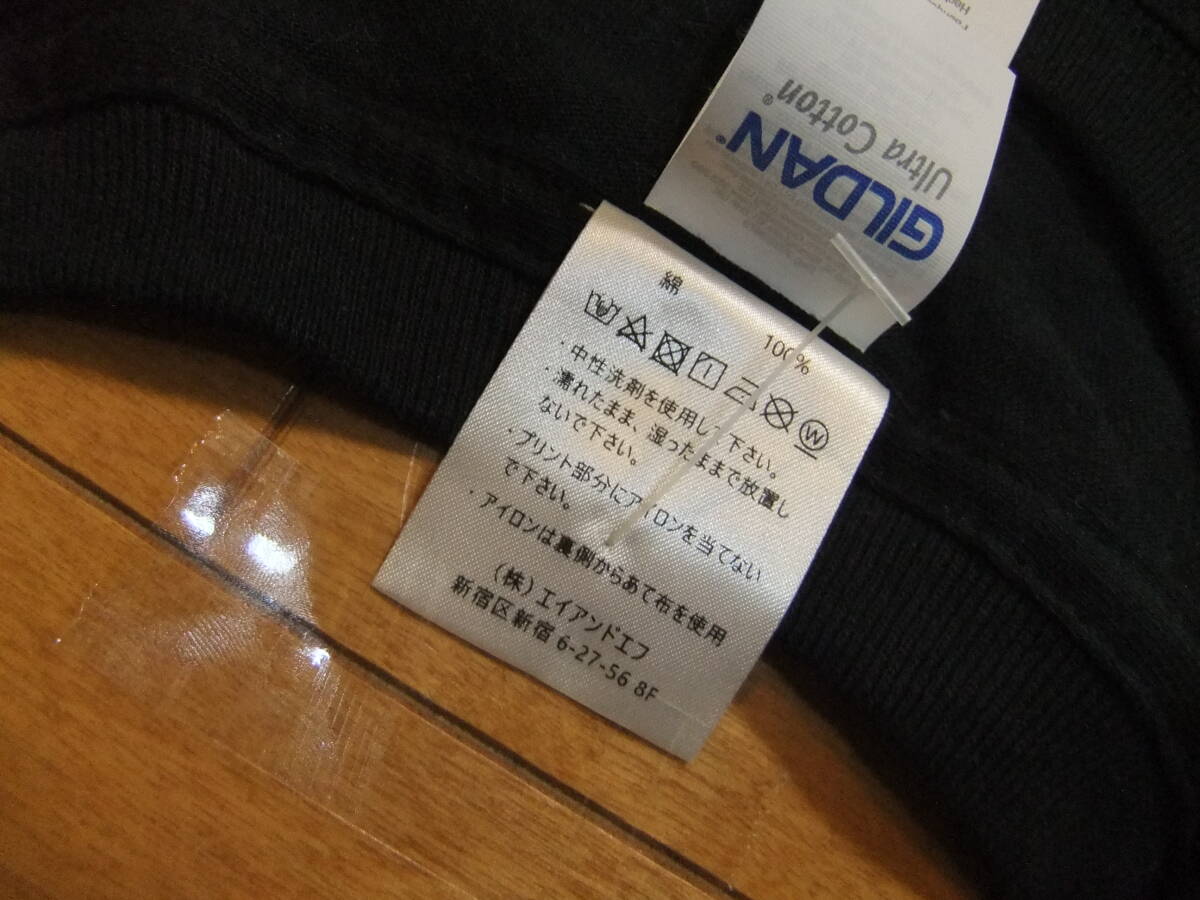 GILDAN®
Ultra Cotton®
綿 100%
・中性洗剤を使用して下さい。
・濡れたまま、湿ったままで放置し
ないで下さい。
・プリント部分にアイロンを当てない
で下さい。
・アイロンは裏側からあて布を使用
(株)エイアンドエフ
新宿区新宿 6-27-56 8F